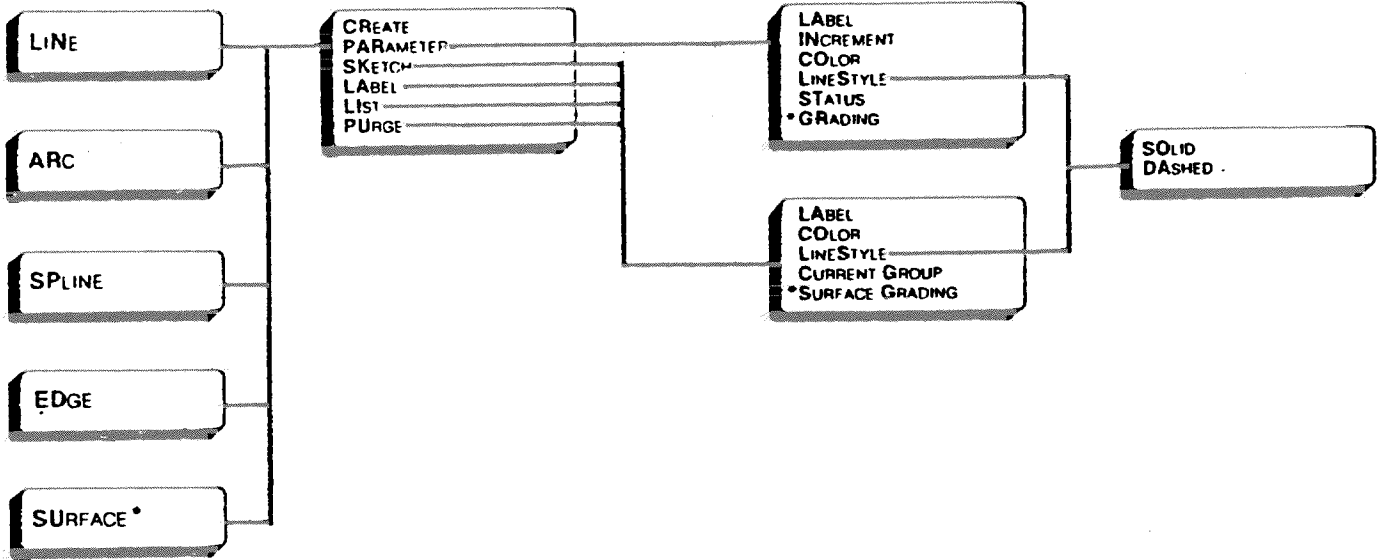 LINE
ARC
SPLINE
EDGE
SURFACE*
CREATE
PARAMETER
SKETCH
LABEL
LIST
PURGE
LABEL
INCREMENT
COLOR
LINESTYLE
STATUS
*GRADING
LABEL
COLOR
LINESTYLE
CURRENT GROUP
*SURFACE GRADING
SOLID
DASHED